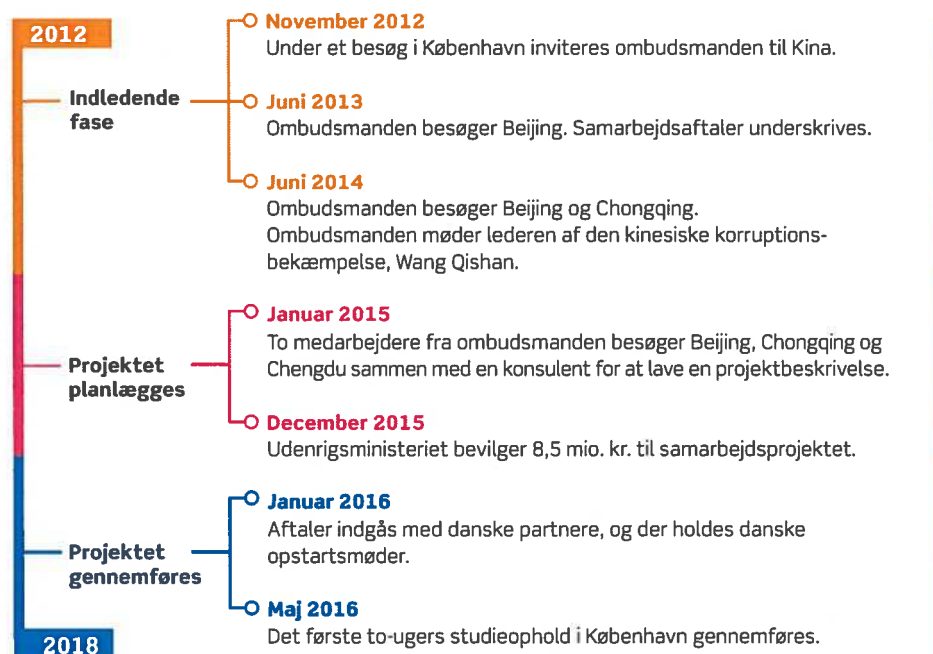 2012
November 2012
Under et besøg i København inviteres ombudsmanden til Kina.
Indledende
fase
Juni 2013
Ombudsmanden besøger Beijing. Samarbejdsaftaler underskrives.
Juni 2014
Ombudsmanden besøger Beijing og Chongqing.
Ombudsmanden møder lederen af den kinesiske korruptions-
bekæmpelse, Wang Qishan.
Januar 2015
To medarbejdere fra ombudsmanden besøger Beijing, Chongqing og
Chengdu sammen med en konsulent for at lave en projektbeskrivelse.
Projektet
planlægges
December 2015
Udenrigsministeriet bevilger 8,5 mio. kr. til samarbejdsprojektet.
Januar 2016
Aftaler indgås med danske partnere, og der holdes danske
opstartsmøder.
Projektet
gennemføres
Maj 2016
Det første to-ugers studieophold i København gennemføres.
2018